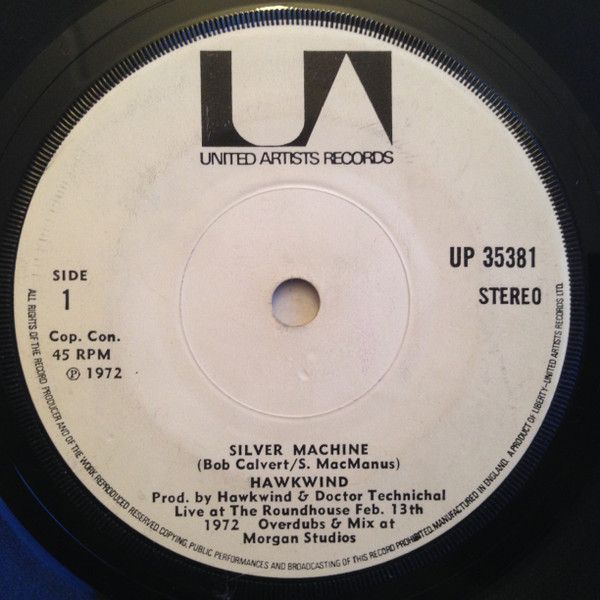 UA
UNITED ARTISTS RECORDS
UP 35381
STEREO
SIDE
1
Cop. Con.
45 RPM
Ⓟ 1972
SILVER MACHINE
(Bob Calvert/S. MacManus)
HAWKWIND
Prod. by Hawkwind & Doctor Technichal
Live at The Roundhouse Feb. 13th
1972 Overdubs & Mix at
Morgan Studios
ALL RIGHTS OF THE RECORD PRODUCER AND OF THE WORK REPRODUCED RESERVED. COPYING, PUBLIC PERFORMANCES AND BROADCASTING OF THIS RECORD PROHIBITED. MANUFACTURED IN ENGLAND. A PRODUCT OF LIBERTY-UNITED ARTISTS RECORDS LTD.